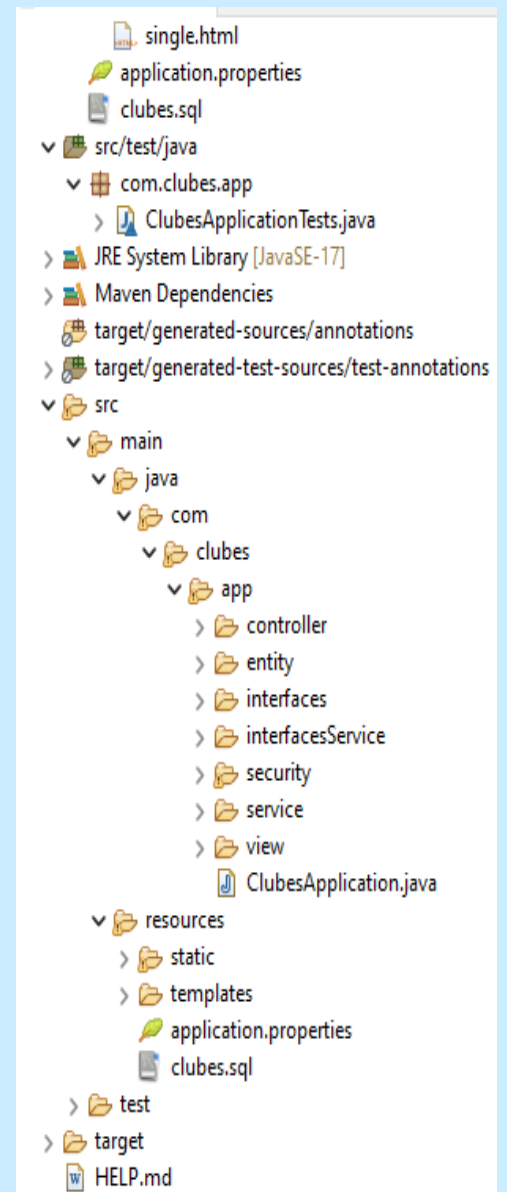 single.html
application.properties
clubes.sql
src/test/java
com.clubes.app
ClubesApplicationTests.java
JRE System Library [JavaSE-17]
Maven Dependencies
target/generated-sources/annotations
target/generated-test-sources/test-annotations
src
main
java
com
clubes
app
controller
entity
interfaces
interfacesService
security
service
view
ClubesApplication.java
resources
static
templates
application.properties
clubes.sql
test
target
HELP.md